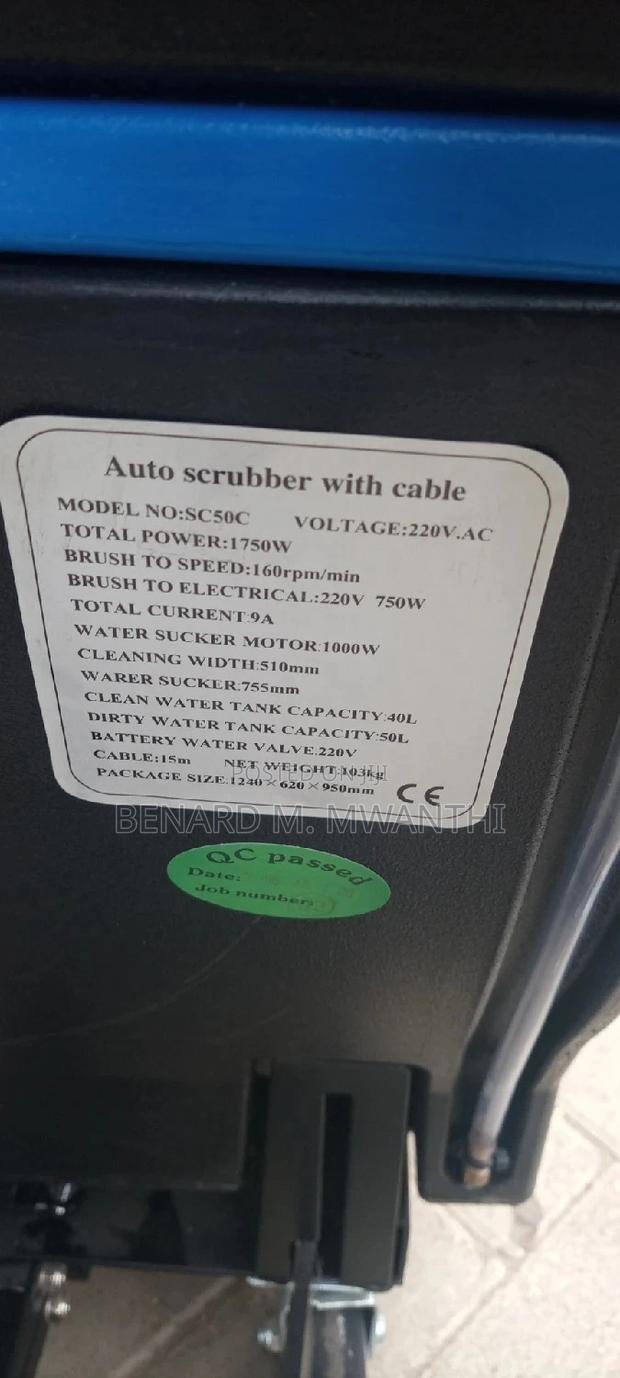 Auto scrubber with cable
MODEL NO:SC50C VOLTAGE:220V.AC
TOTAL POWER:1750W
BRUSH TO SPEED:160rpm/min
BRUSH TO ELECTRICAL:220V 750W
TOTAL CURRENT:9A
WATER SUCKER MOTOR:1000W
CLEANING WIDTH:510mm
WARER SUCKER:755mm
CLEAN WATER TANK CAPACITY:40L
DIRTY WATER TANK CAPACITY:50L
BATTERY WATER VALVE:220V
CABLE:15m NET WEIGHT:103kg
POSTED ON JIJI
PACKAGE SIZE:1240×620×950mm CE
BENARD M. MWANTHI
QC passed
Date:
Job number: